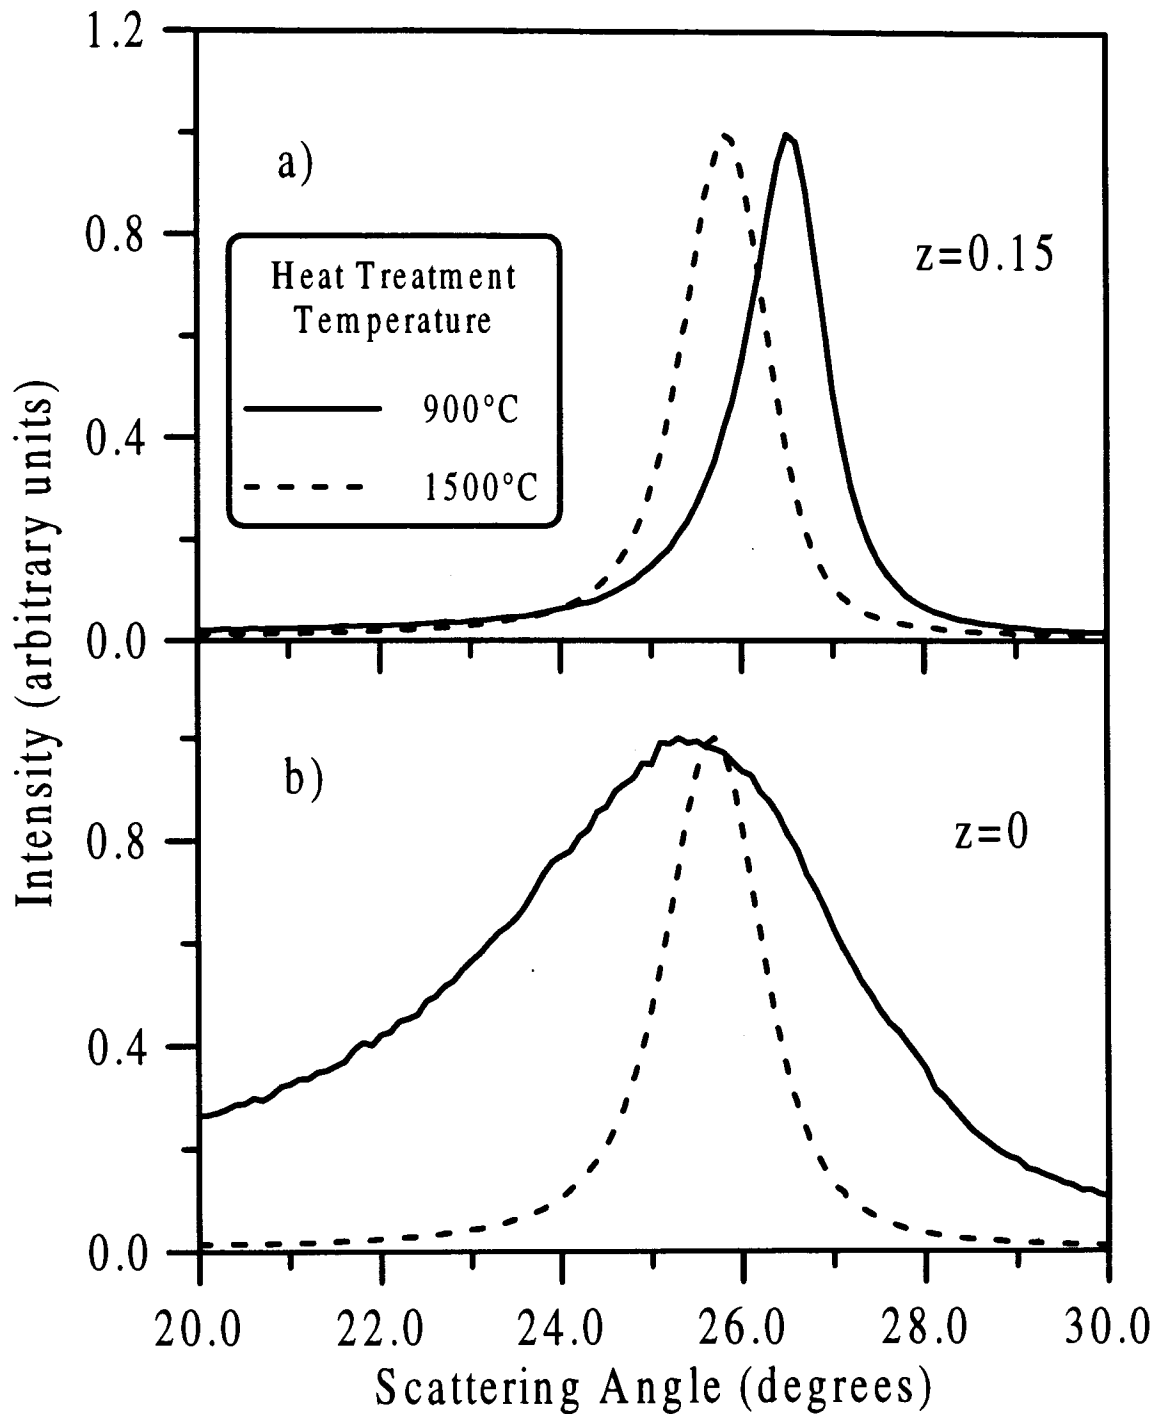 1.2
a)
0.8
z=0.15
Heat Treatment
Temperature
900°C
1500°C
0.4
0.0
Intensity (arbitrary units)
b)
z=0
0.8
0.4
0.0
20.0 22.0 24.0 26.0 28.0 30.0
Scattering Angle (degrees)